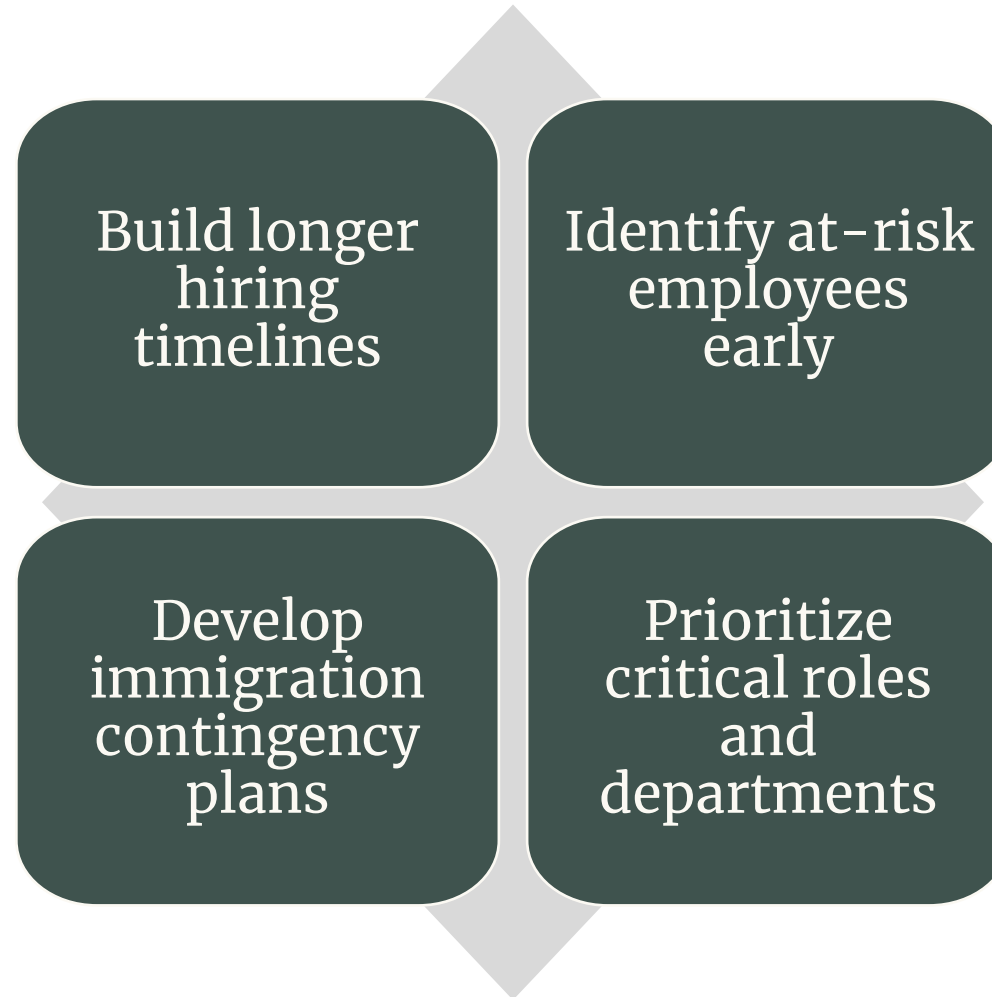 Build longer
hiring
timelines
Identify at-risk
employees
early
Develop
immigration
contingency
plans
Prioritize
critical roles
and
departments